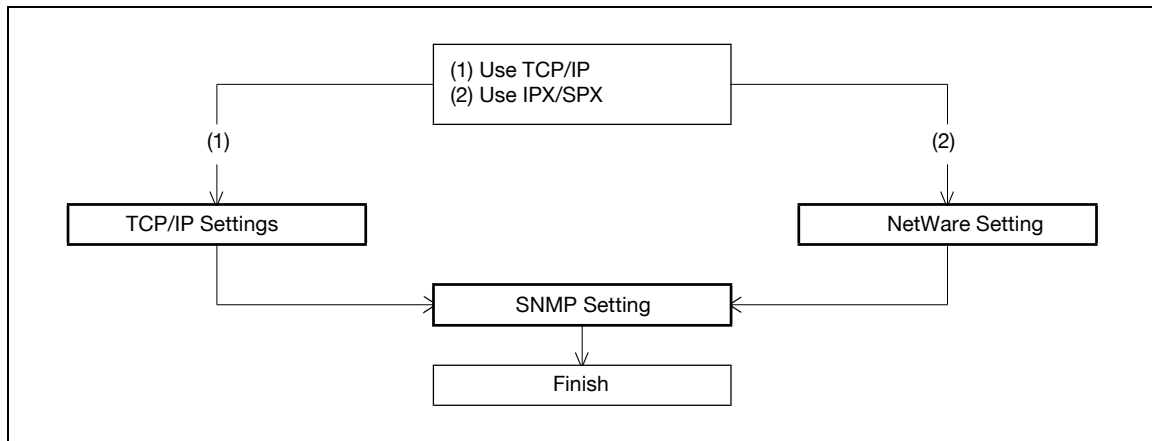 (1) Use TCP/IP
(2) Use IPX/SPX
(1)
(2)
TCP/IP Settings
NetWare Setting
SNMP Setting
Finish